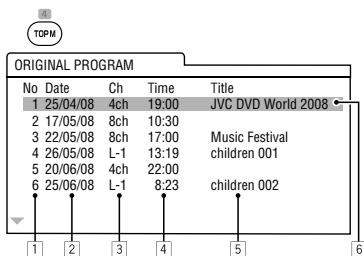 4
TOPM
ORIGINAL PROGRAM
No Date Ch Time Title
1 25/04/08 4ch 19:00 JVC DVD World 2008
2 17/05/08 8ch 10:30
3 22/05/08 8ch 17:00 Music Festival
4 26/05/08 L-1 13:19 children 001
5 20/06/08 4ch 22:00
6 25/06/08 L-1 8:23 children 002
1 2 3 4 5 6